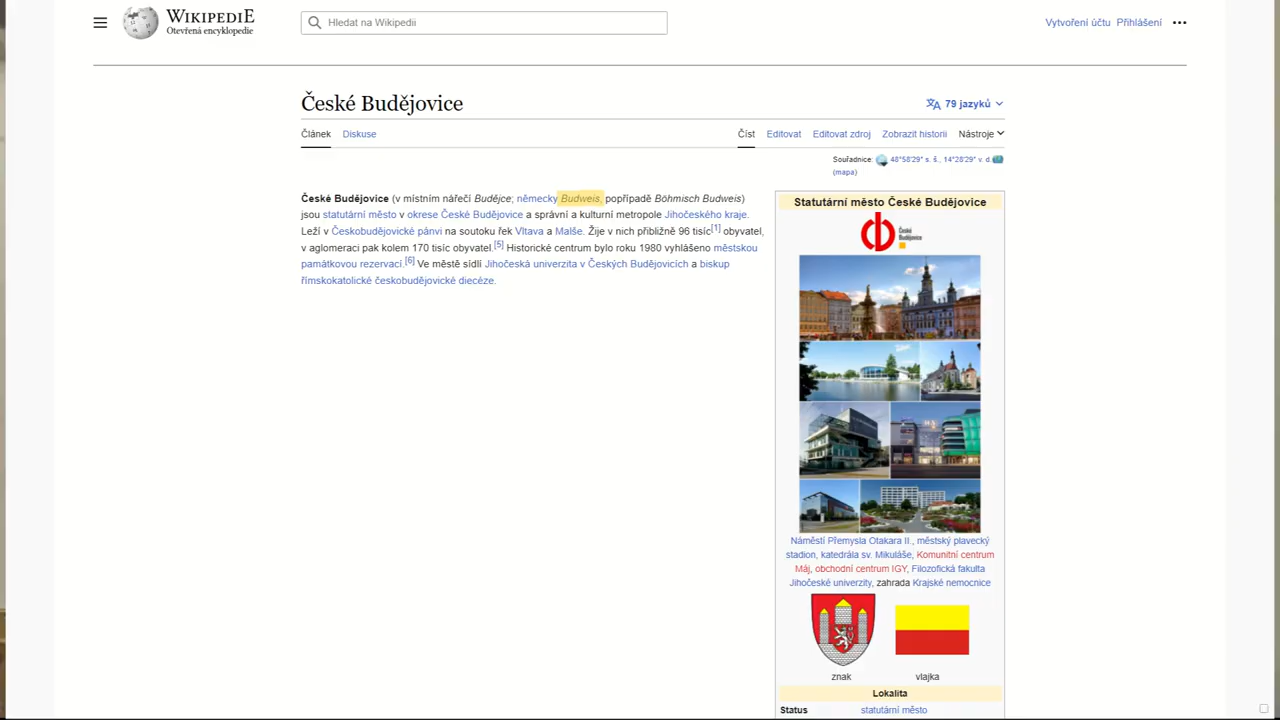 WIKIPEDIE
Otevřená encyklopedie
Hledat na Wikipedii
Vytvoření účtu Přihlášení
České Budějovice
79 jazyků
Článek Diskuse
Číst Editovat Editovat zdroj Zobrazit historii Nástroje
Souřadnice: 48°58′29″ s. š., 14°28′29″ v. d.
(mapa)
České Budějovice (v místním nářečí Budějce; německy Budweis, popřípadě Böhmisch Budweis)
jsou statutární město v okrese České Budějovice a správní a kulturní metropole Jihočeského kraje.
Leží v Českobudějovické pánvi na soutoku řek Vltava a Malše. Žije v nich přibližně 96 tisíc[1] obyvatel,
v aglomeraci pak kolem 170 tisíc obyvatel.[5] Historické centrum bylo roku 1980 vyhlášeno městskou
památkovou rezervací.[6] Ve městě sídlí Jihočeská univerzita v Českých Budějovicích a biskup
římskokatolické českobudějovické diecéze.
Statutární město České Budějovice
České
Budějovice
Náměstí Přemysla Otakara II., městský plavecký
stadion, katedrála sv. Mikuláše, Komunitní centrum
Máj, obchodní centrum IGY, Filozofická fakulta
Jihočeské univerzity, zahrada Krajské nemocnice
znak vlajka
Lokalita
Status statutární město